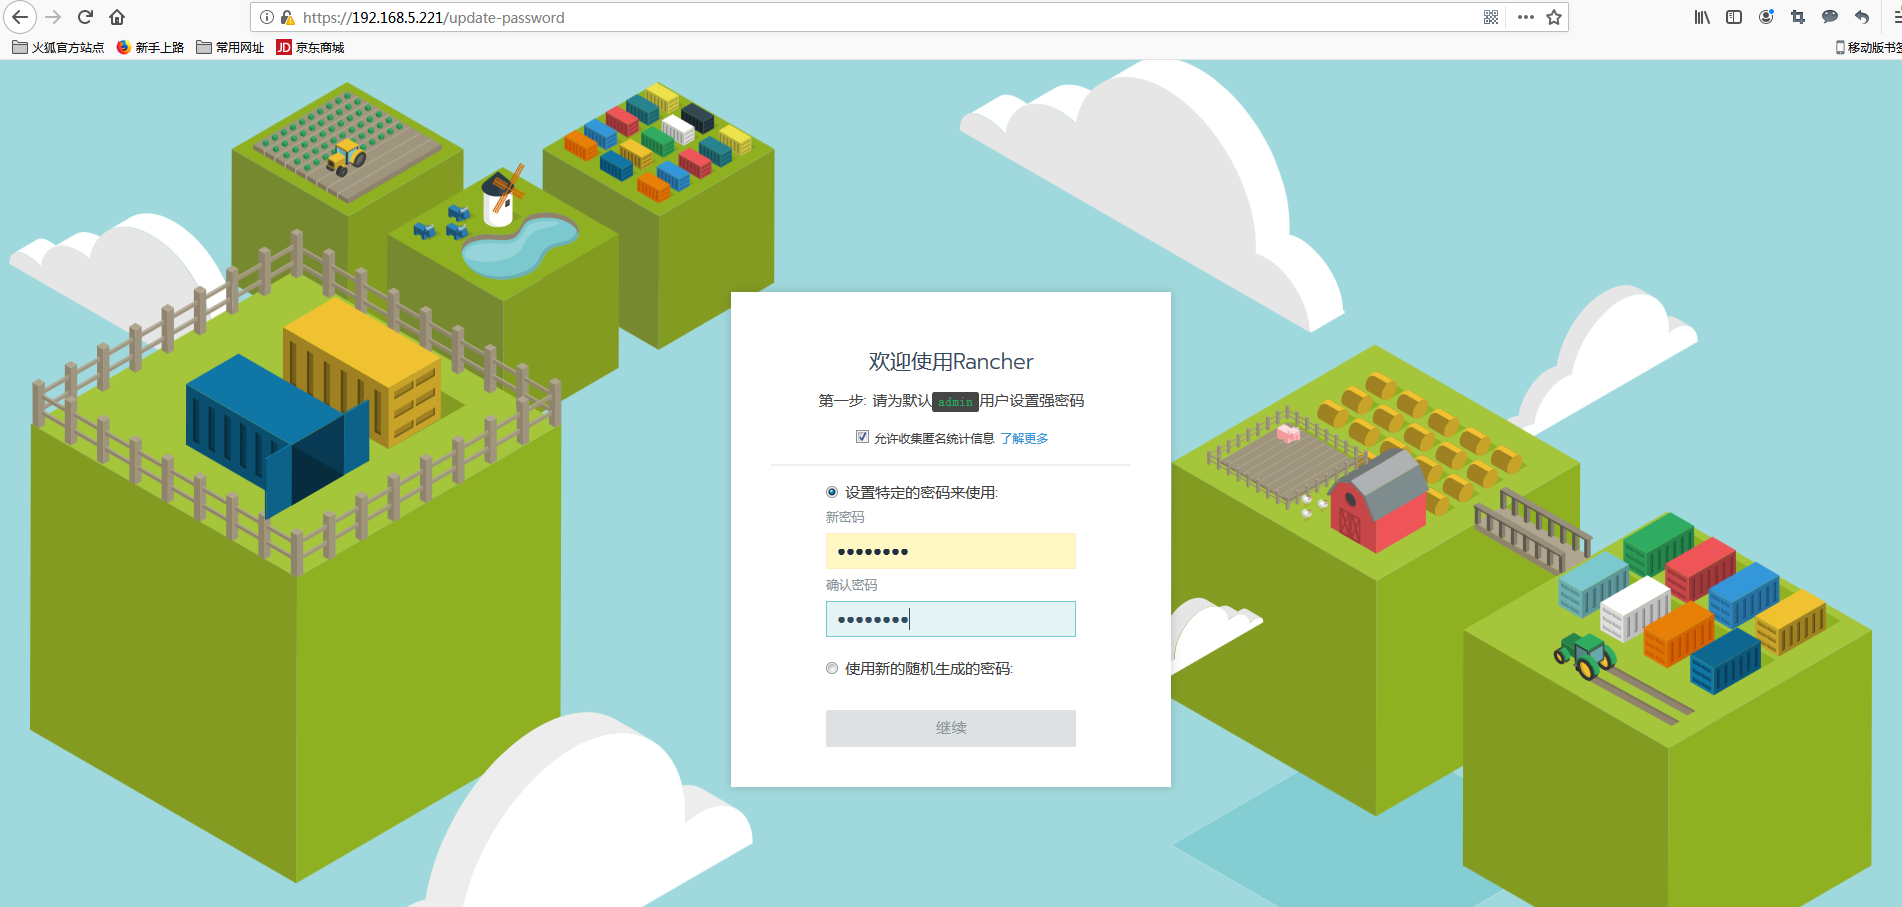 https://192.168.5.221/update-password
火狐官方站点
新手上路
常用网址
JD 京东商城
移动版书签
欢迎使用Rancher
第一步: 请为默认admin用户设置强密码
允许收集匿名统计信息 了解更多
设置特定的密码来使用:
新密码
确认密码
使用新的随机生成的密码:
继续